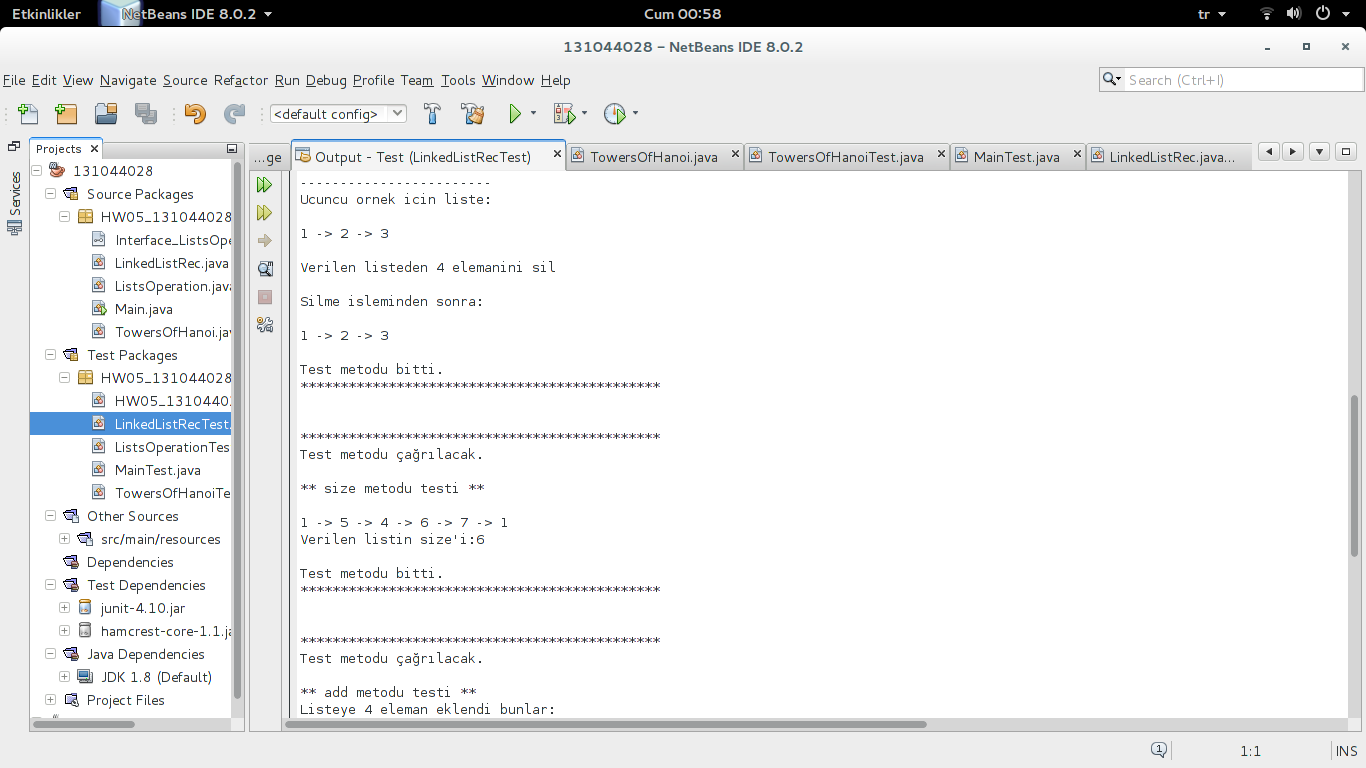 Etkinlikler
NetBeans IDE 8.0.2
Cum 00:58
tr
131044028 - NetBeans IDE 8.0.2
File Edit View Navigate Source Refactor Run Debug Profile Team Tools Window Help
Search (Ctrl+I)
<default config>
Projects
Services
131044028
Source Packages
HW05_131044028
Interface_ListsOpe
LinkedListRec.java
ListsOperation.java
Main.java
TowersOfHanoi.jav
Test Packages
HW05_131044028
HW05_1310440
LinkedListRecTest.
ListsOperationTes
MainTest.java
TowersOfHanoiTe
Other Sources
src/main/resources
Dependencies
Test Dependencies
junit-4.10.jar
hamcrest-core-1.1.ja
Java Dependencies
JDK 1.8 (Default)
Project Files
...ge
Output - Test (LinkedListRecTest)
TowersOfHanoi.java
TowersOfHanoiTest.java
MainTest.java
LinkedListRec.java...
------------------------
Ucuncu ornek icin liste:
1 -> 2 -> 3
Verilen listeden 4 elemanini sil
Silme isleminden sonra:
1 -> 2 -> 3
Test metodu bitti.
*********************************************
*********************************************
Test metodu çağrılacak.
** size metodu testi **
1 -> 5 -> 4 -> 6 -> 7 -> 1
Verilen listin size'i:6
Test metodu bitti.
*********************************************
*********************************************
Test metodu çağrılacak.
** add metodu testi **
Listeye 4 eleman eklendi bunlar:
1
1:1
INS